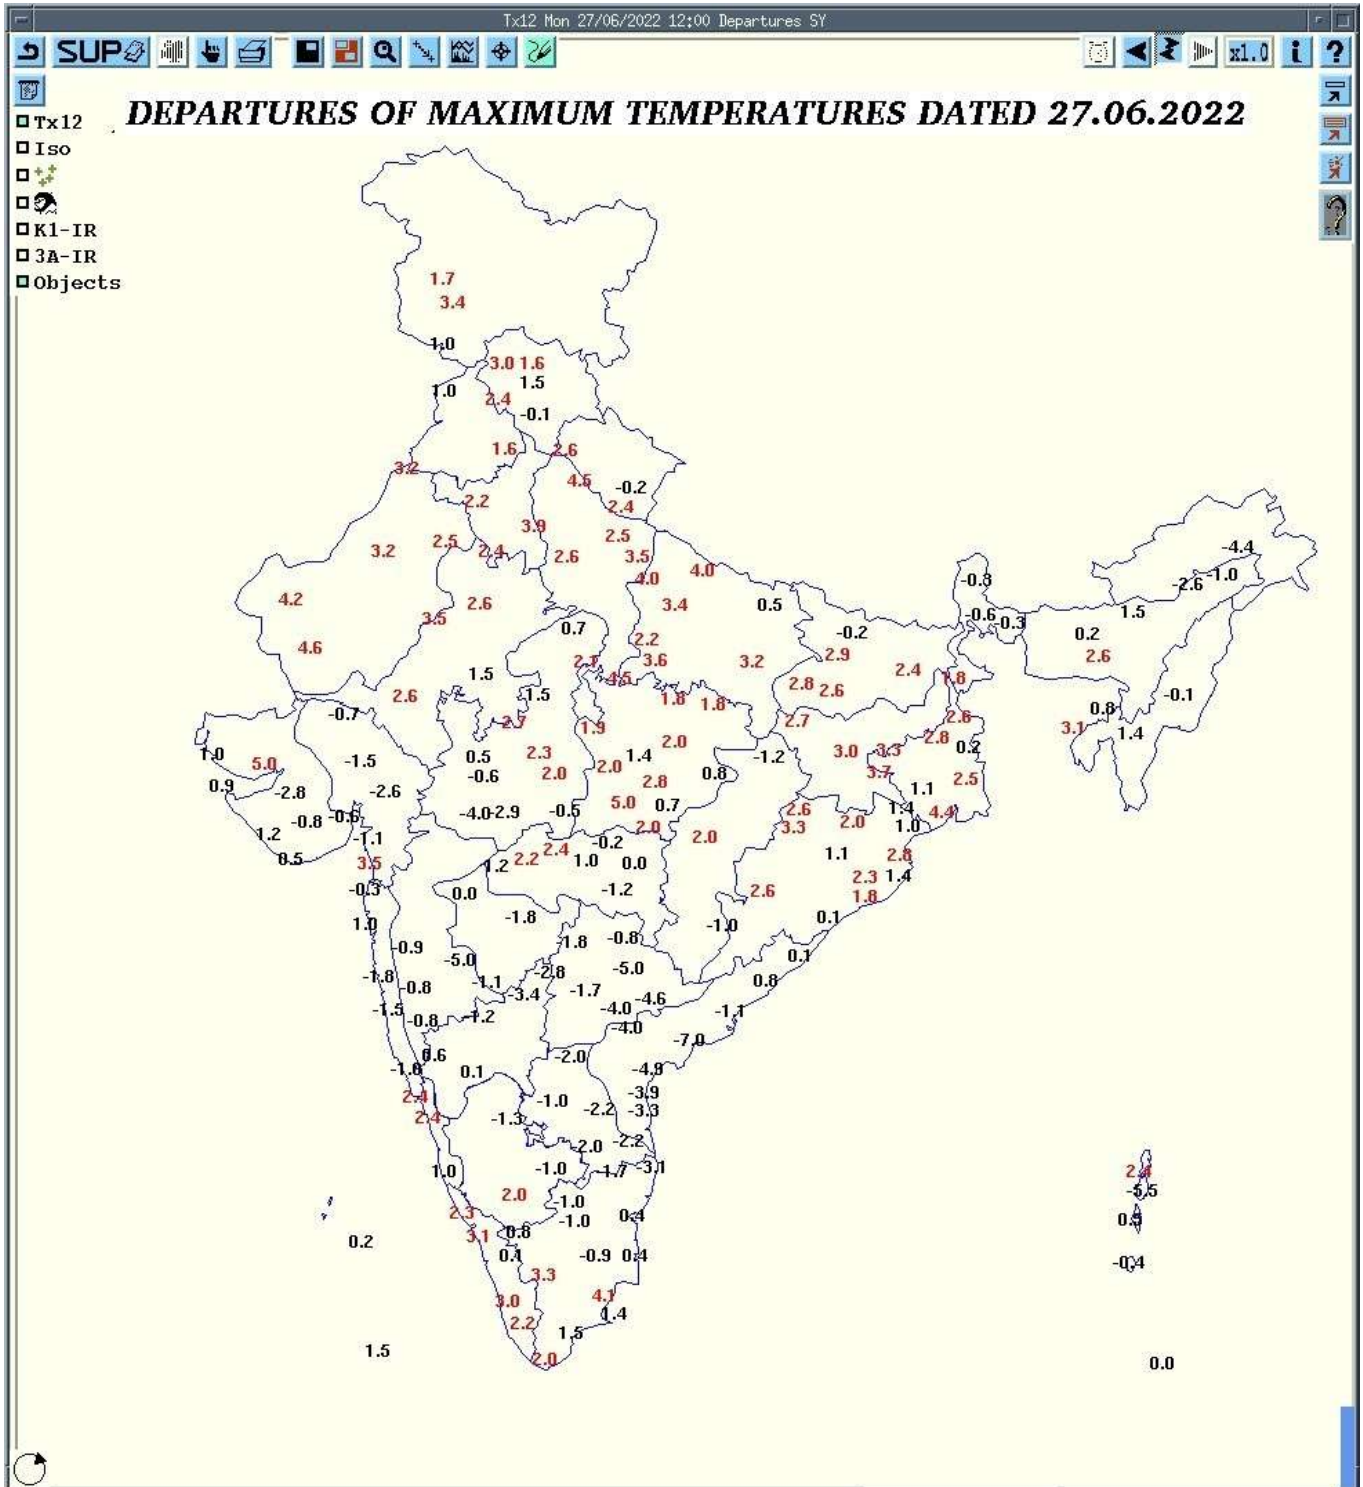 Tx12 Mon 27/06/2022 12:00 Departures SY
SUP
x1.0
i
?
DEPARTURES OF MAXIMUM TEMPERATURES DATED 27.06.2022
Tx12
Iso
K1-IR
3A-IR
Objects
1.7
3.4
1.0
3.0 1.6
1.5
1.0
2.4
-0.1
1.6 2.6
3.2
4.5
-0.2
2.2
2.4
3.9
2.5
2.5
3.2 2.4 2.6 3.5
-4.4
4.0 4.0
-0.3 -2.6 -1.0
4.2 2.6 3.4 0.5
3.5 -0.6 -0.3 1.5
0.7 -0.2 0.2
4.6 2.2
3.6 3.2 2.9 2.6
1.5 4.5 2.4 1.8
2.8 2.6
2.6 1.5 1.8 1.8 -0.1
-0.7 2.7 1.9 2.7 2.6 0.8
3.1 1.4
2.0 2.8
1.0 -1.5 0.5 2.3 1.4 -1.2 3.0 3.3 0.2
5.0 -0.6 2.0 2.0 0.8 3.7
0.9 -2.8 -2.6 2.8 1.1 2.5
-0.8 -0.6 -4.0 -2.9 -0.5 5.0 0.7 2.6 1.4 4.4
1.2 -1.1 2.0 2.0 3.3 2.0 1.0
0.5 3.5 1.2 2.2 2.4 -0.2 1.0 0.0 1.1 2.8
-0.3 0.0 -1.2 2.6 2.3 1.4
1.8
1.0 -1.8 -1.0 0.1
-0.9 1.8 -0.8
-5.0 -5.0 0.1
-1.8 -0.8 -1.1 -2.8 0.8
-3.4 -1.7 -4.6
-1.5 -0.8 -1.2 -4.0 -1.1
-4.0
0.6 -7.0
-1.6 0.1 -2.0 -4.9
2.4 -1.0 -3.9
2.4 -1.3 -2.2 -3.3
-2.0 -2.2
1.0 -1.0 1.7 -3.1 2.4
2.0 -1.0 -5.5
2.3 -1.0 0.4
3.1 0.8
0.2 0.1 -0.9 0.4 -0.4
3.3
3.0 4.1
2.2 1.4
1.5
1.5 2.0 0.0